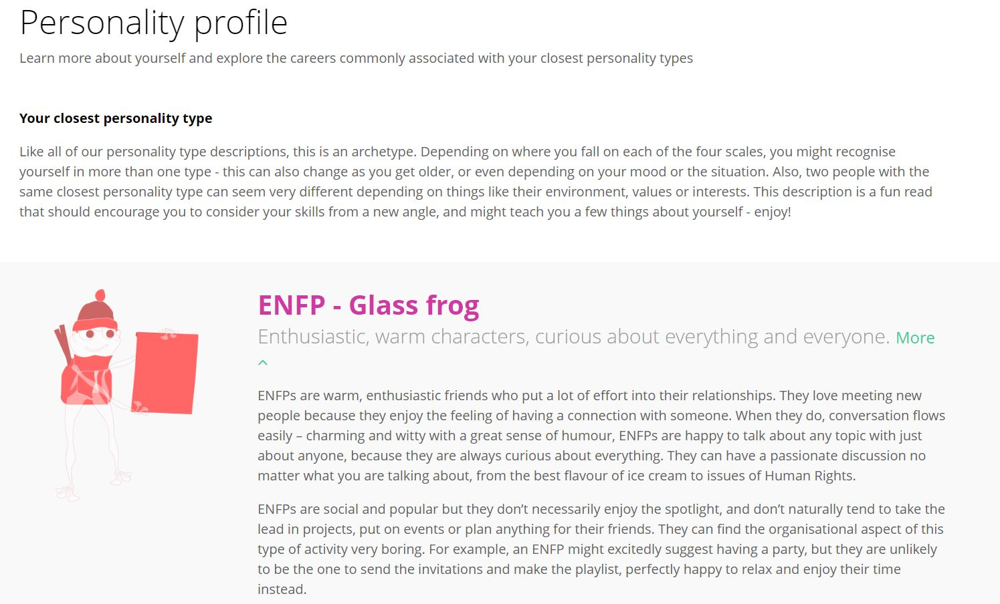 Personality profile
Learn more about yourself and explore the careers commonly associated with your closest personality types
Your closest personality type
Like all of our personality type descriptions, this is an archetype. Depending on where you fall on each of the four scales, you might recognise
yourself in more than one type - this can also change as you get older, or even depending on your mood or the situation. Also, two people with the
same closest personality type can seem very different depending on things like their environment, values or interests. This description is a fun read
that should encourage you to consider your skills from a new angle, and might teach you a few things about yourself - enjoy!
ENFP - Glass frog
Enthusiastic, warm characters, curious about everything and everyone. More
ENFPs are warm, enthusiastic friends who put a lot of effort into their relationships. They love meeting new
people because they enjoy the feeling of having a connection with someone. When they do, conversation flows
easily – charming and witty with a great sense of humour, ENFPs are happy to talk about any topic with just
about anyone, because they are always curious about everything. They can have a passionate discussion no
matter what you are talking about, from the best flavour of ice cream to issues of Human Rights.
ENFPs are social and popular but they don’t necessarily enjoy the spotlight, and don’t naturally tend to take the
lead in projects, put on events or plan anything for their friends. They can find the organisational aspect of this
type of activity very boring. For example, an ENFP might excitedly suggest having a party, but they are unlikely
to be the one to send the invitations and make the playlist, perfectly happy to relax and enjoy their time
instead.